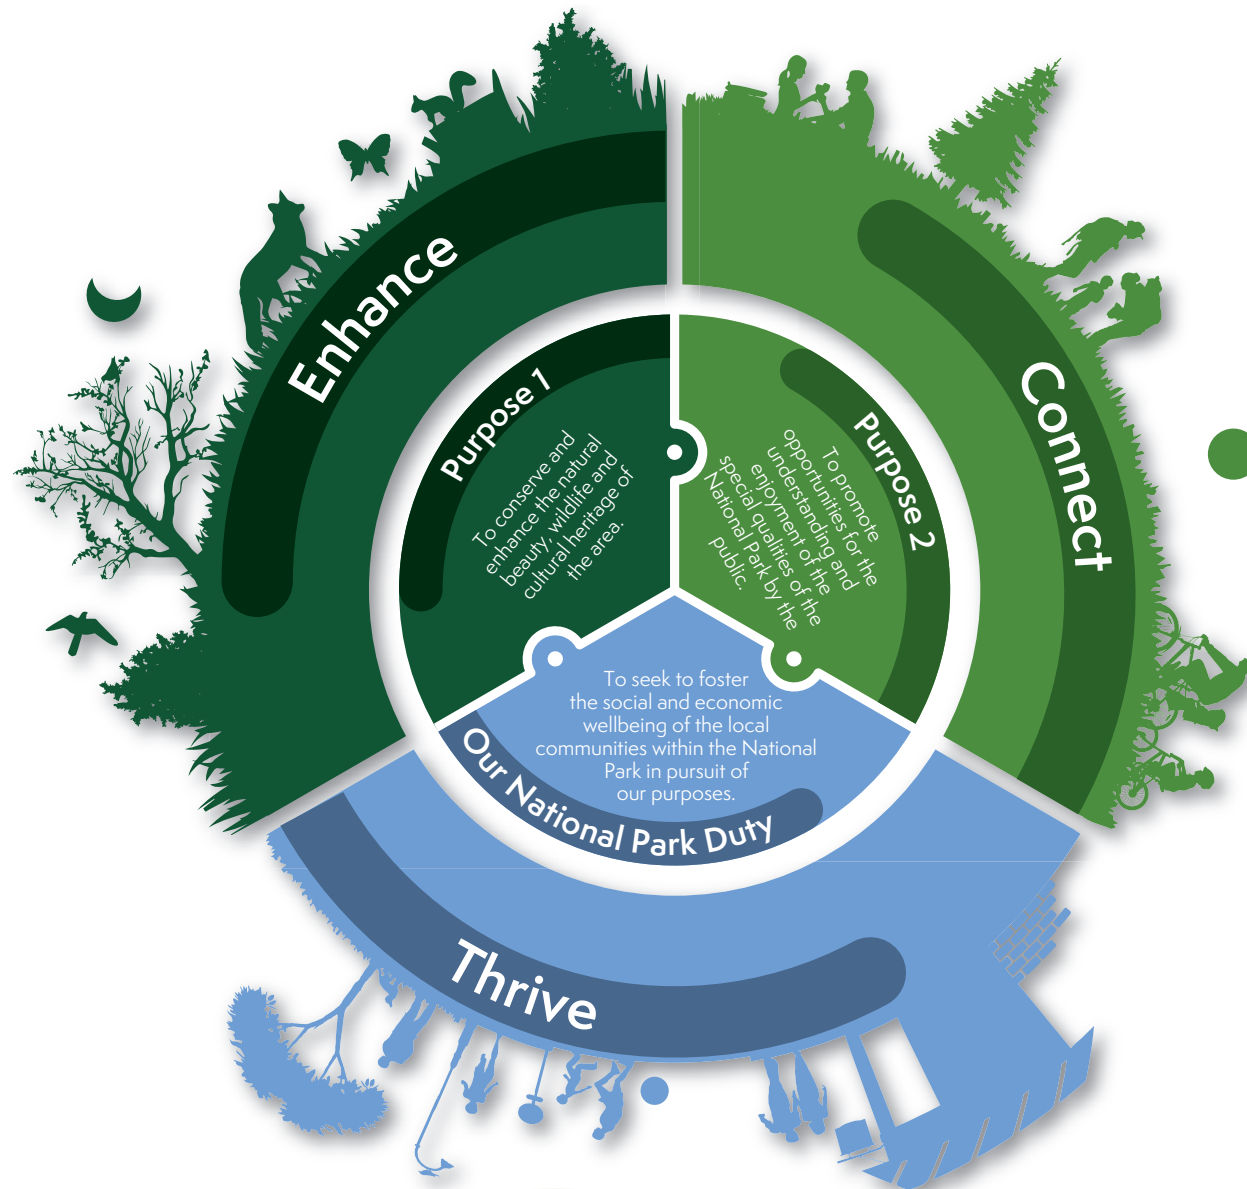 Enhance
Purpose 1
To conserve and
enhance the natural
beauty, wildlife and
cultural heritage of
the area.
Connect
Purpose 2
To promote
opportunities for the
understanding and
enjoyment of the
special qualities of the
National Park by the
public.
To seek to foster
the social and economic
wellbeing of the local
communities within the National
Park in pursuit of
our purposes.
Our National Park Duty
Thrive